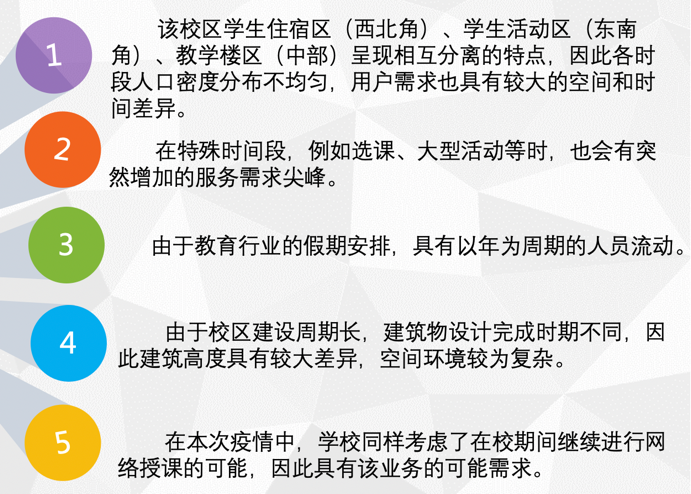 1
该校区学生住宿区（西北角）、学生活动区（东南
角）、教学楼区（中部）呈现相互分离的特点，因此各时
段人口密度分布不均匀，用户需求也具有较大的空间和时
间差异。
2
在特殊时间段，例如选课、大型活动等时，也会有突
然增加的服务需求尖峰。
3
由于教育行业的假期安排，具有以年为周期的人员流动。
4
由于校区建设周期长，建筑物设计完成时期不同，因
此建筑高度具有较大差异，空间环境较为复杂。
5
在本次疫情中，学校同样考虑了在校期间继续进行网
络授课的可能，因此具有该业务的可能需求。